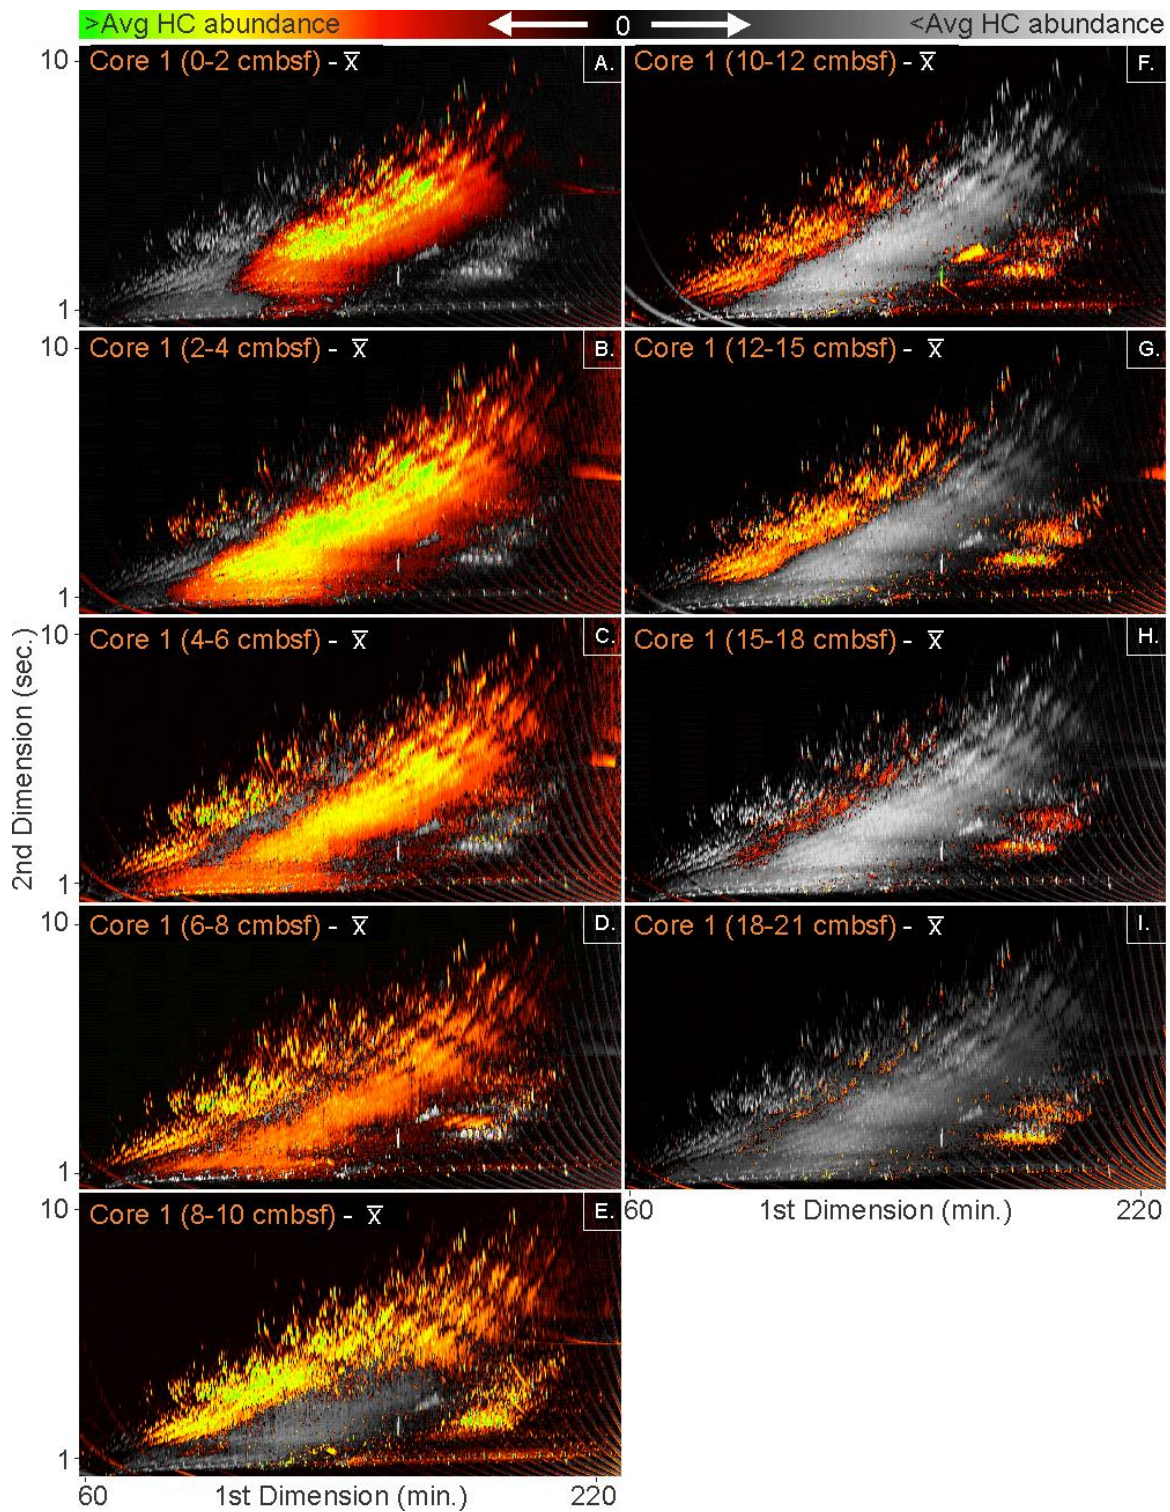 >Avg HC abundance 0 <Avg HC abundance
10 Core 1 (0-2 cmbsf) - x̅ A.
1
Core 1 (10-12 cmbsf) - x̅ F.
10 Core 1 (2-4 cmbsf) - x̅ B.
1
Core 1 (12-15 cmbsf) - x̅ G.
10 Core 1 (4-6 cmbsf) - x̅ C.
1
Core 1 (15-18 cmbsf) - x̅ H.
2nd Dimension (sec.)
10 Core 1 (6-8 cmbsf) - x̅ D.
1
Core 1 (18-21 cmbsf) - x̅ I.
60 1st Dimension (min.) 220
10 Core 1 (8-10 cmbsf) - x̅ E.
1
60 1st Dimension (min.) 220